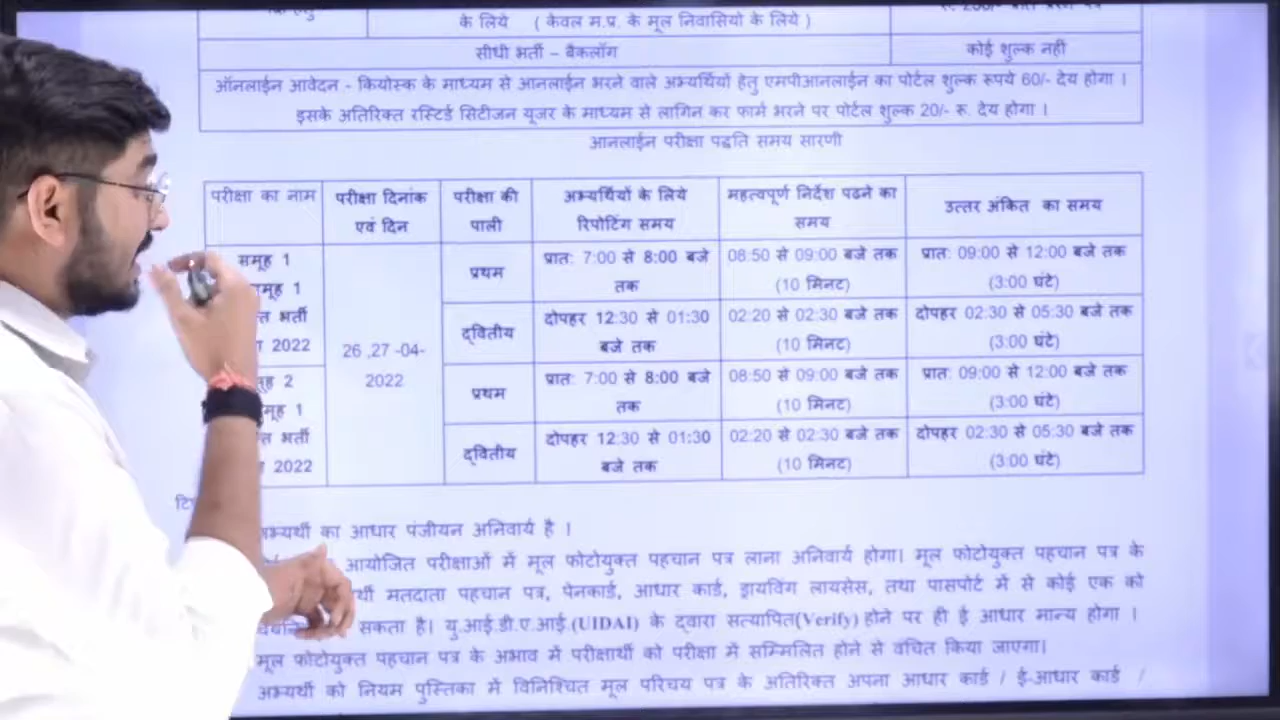 के लिये ( केवल म.प्र. के मूल निवासियों के लिये )
सीधी भर्ती – बैकलॉग
कोई शुल्क नहीं
ऑनलाईन आवेदन - कियोस्क के माध्यम से आनलाईन भरने वाले अभ्यर्थियों हेतु एमपीआनलाईन का पोर्टल शुल्क रूपये 60/- देय होगा ।
इसके अतिरिक्त रस्टिर्ड सिटीजन यूजर के माध्यम से लागिन कर फार्म भरने पर पोर्टल शुल्क 20/- रू. देय होगा ।
आनलाईन परीक्षा पद्धति समय सारणी
परीक्षा का नाम
परीक्षा दिनांक
एवं दिन
परीक्षा की
पाली
अभ्यर्थियों के लिये
रिपोटिंग समय
महत्वपूर्ण निर्देश पढने का
समय
उत्तर अंकित का समय
समूह 1
मूह 1
भर्ती
2022
26 ,27 -04-
2022
प्रथम
प्रात: 7:00 से 8:00 बजे
तक
08:50 से 09:00 बजे तक
(10 मिनट)
प्रात: 09:00 से 12:00 बजे तक
(3:00 घंटे)
द्वितीय
दोपहर 12:30 से 01:30
बजे तक
02:20 से 02:30 बजे तक
(10 मिनट)
दोपहर 02:30 से 05:30 बजे तक
(3:00 घंटे)
2
मूह 1
भर्ती
2022
प्रथम
प्रात: 7:00 से 8:00 बजे
तक
08:50 से 09:00 बजे तक
(10 मिनट)
प्रात: 09:00 से 12:00 बजे तक
(3:00 घंटे)
द्वितीय
दोपहर 12:30 से 01:30
बजे तक
02:20 से 02:30 बजे तक
(10 मिनट)
दोपहर 02:30 से 05:30 बजे तक
(3:00 घंटे)
का आधार पंजीयन अनिवार्य है ।
आयोजित परीक्षाओं में मूल फोटोयुक्त पहचान पत्र लाना अनिवार्य होगा। मूल फोटोयुक्त पहचान पत्र के
मतदाता पहचान पत्र, पेनकार्ड, आधार कार्ड, ड्रायविंग लायसेंस, तथा पासपोर्ट में से कोई एक को
सकता है। यु.आई.डी.ए.आई.(UIDAI) के द्वारा सत्यापित(Verify) होने पर ही ई आधार मान्य होगा ।
मूल फोटोयुक्त पहचान पत्र के अभाव में परीक्षार्थी को परीक्षा में सम्मिलित होने से वंचित किया जाएगा।
अभ्यर्थी को नियम पुस्तिका में विनिश्चित मूल परिचय पत्र के अतिरिक्त अपना आधार कार्ड / ई-आधार कार्ड /